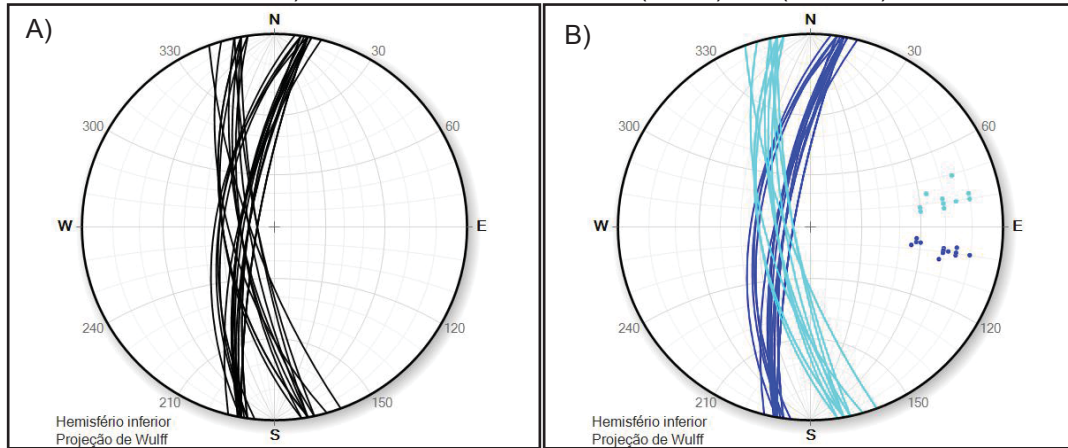 A)
N
330
30
300
60
W
E
240
120
210
150
S
Hemisfério inferior
Projeção de Wulff
B)
N
330
30
300
60
W
E
240
120
210
150
S
Hemisfério inferior
Projeção de Wulff